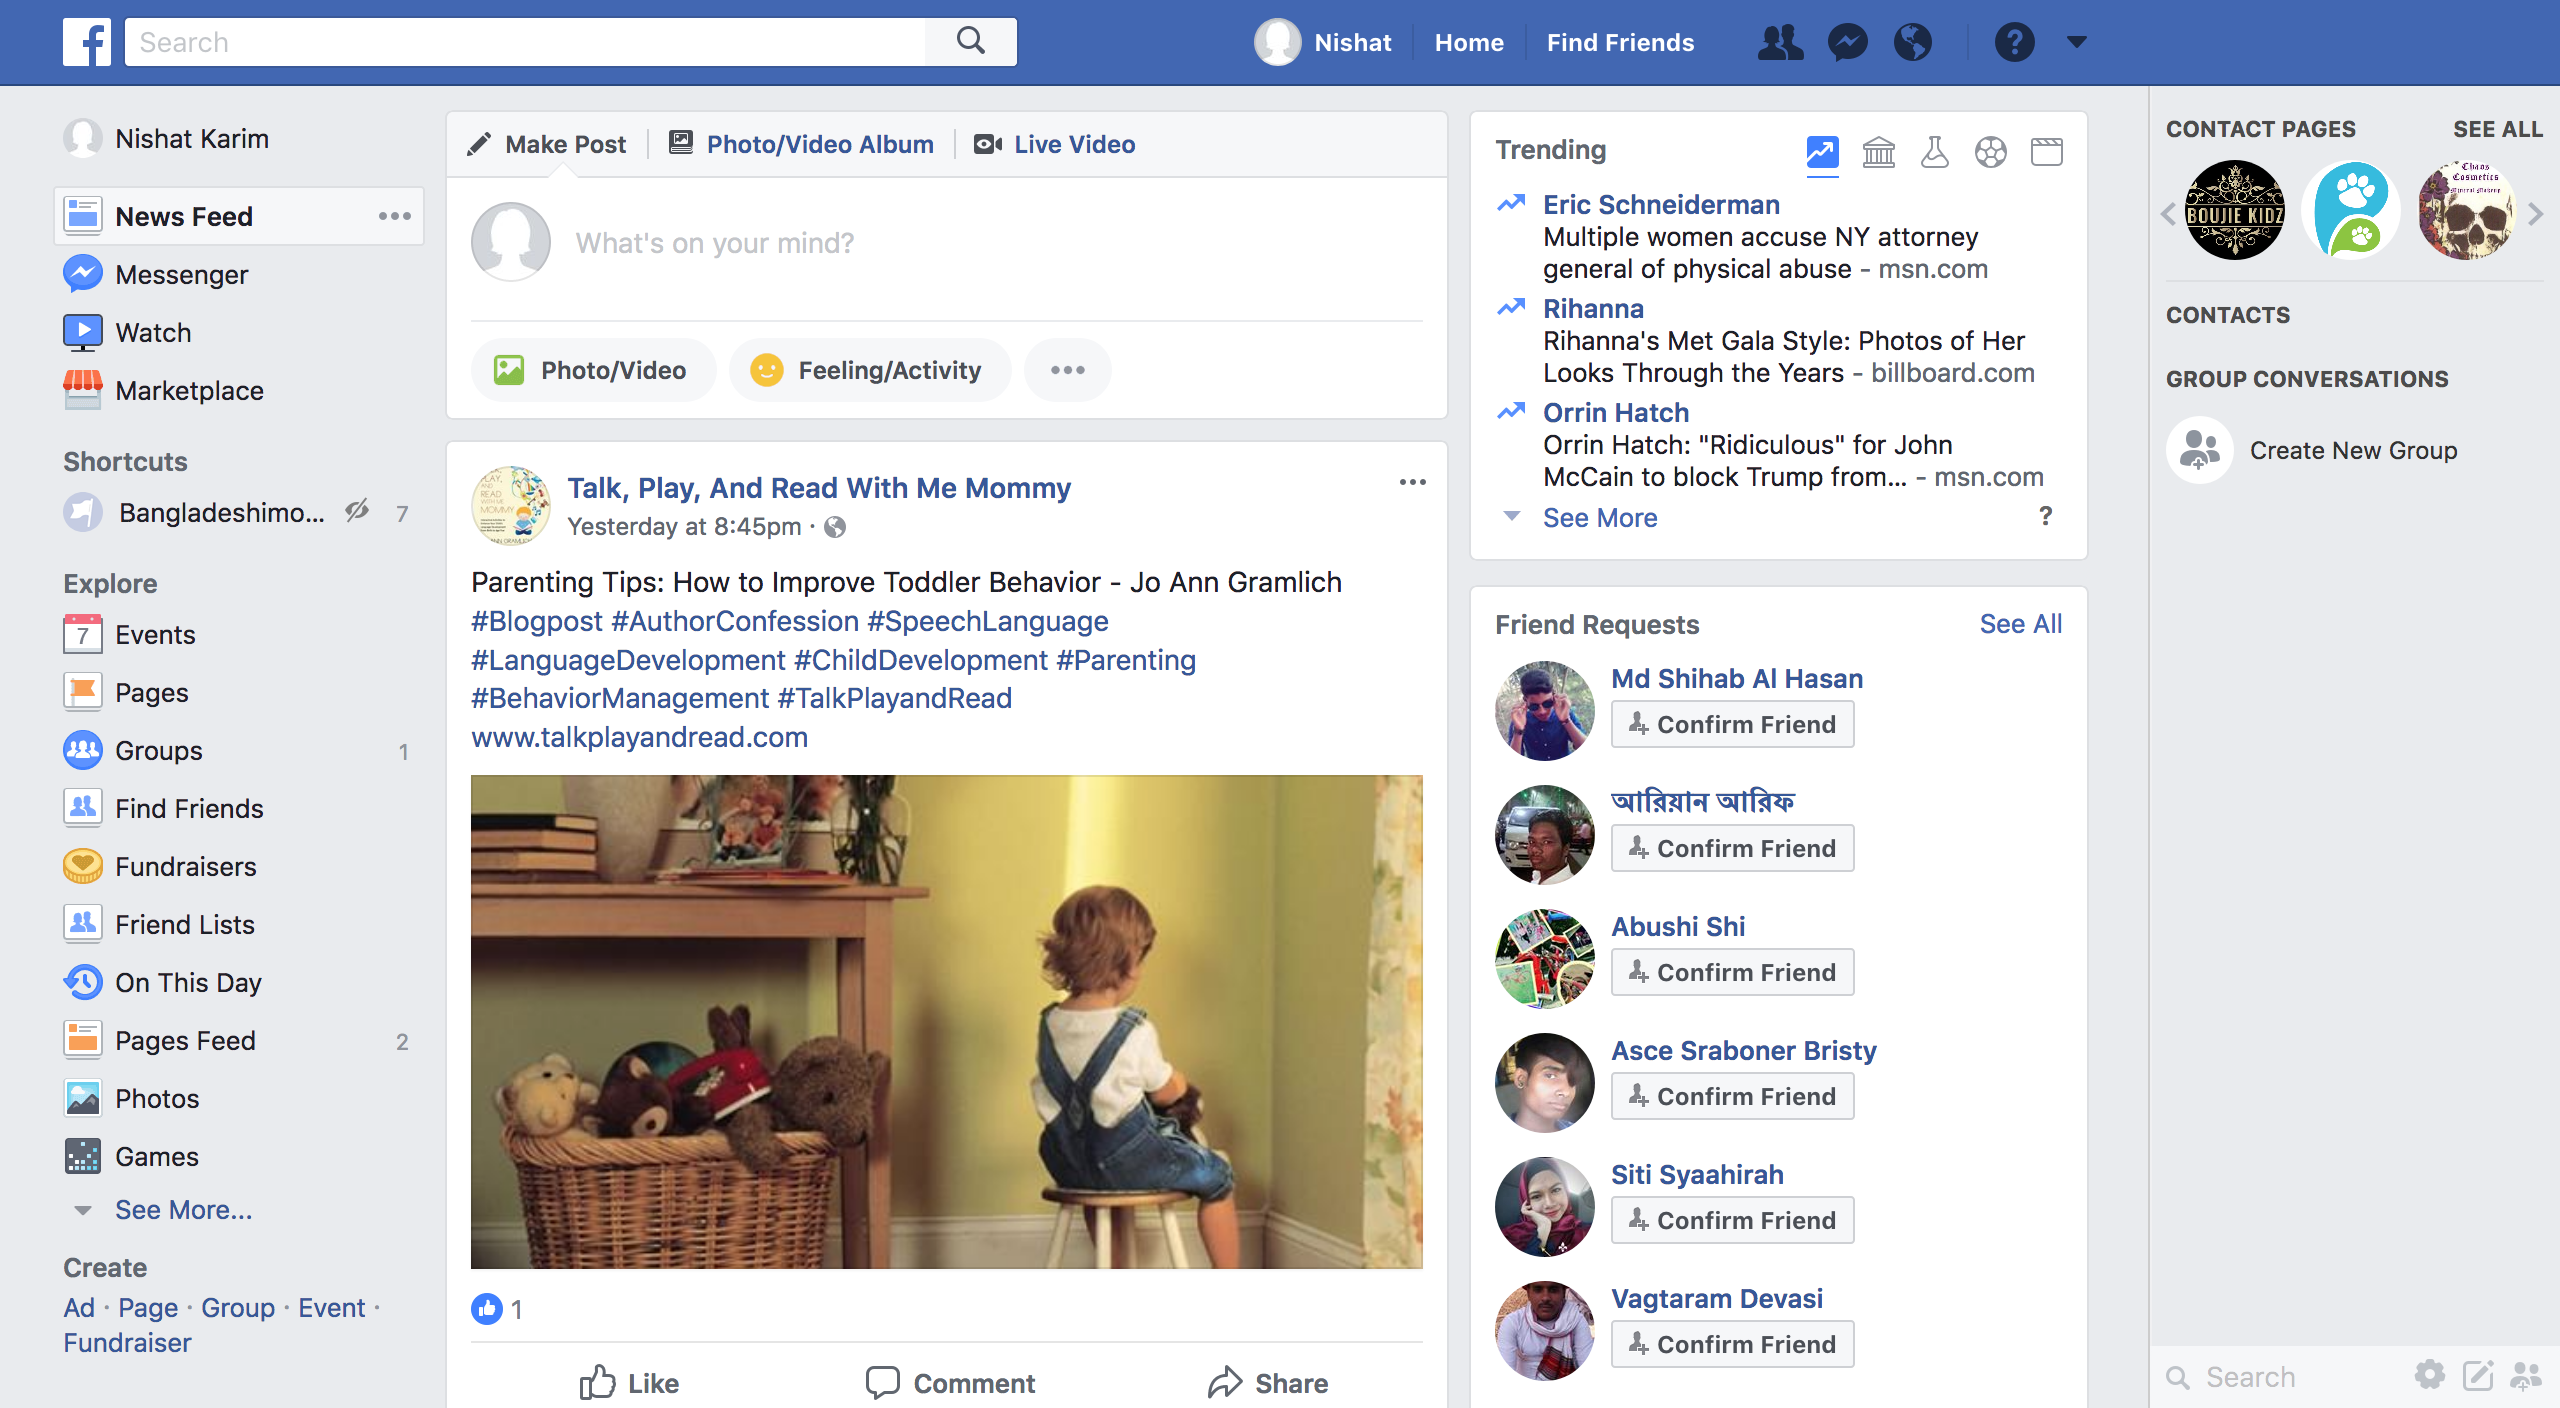 Search
Nishat
Home
Find Friends
Nishat Karim
News Feed
Messenger
Watch
Marketplace
Shortcuts
Bangladeshimo... 7
Explore
7 Events
Pages
Groups 1
Find Friends
Fundraisers
Friend Lists
On This Day
Pages Feed 2
Photos
Games
See More...
Create
Ad · Page · Group · Event ·
Fundraiser
Make Post
Photo/Video Album
Live Video
What's on your mind?
Photo/Video
Feeling/Activity
Talk, Play, And Read With Me Mommy
Yesterday at 8:45pm ·
Parenting Tips: How to Improve Toddler Behavior - Jo Ann Gramlich
#Blogpost #AuthorConfession #SpeechLanguage
#LanguageDevelopment #ChildDevelopment #Parenting
#BehaviorManagement #TalkPlayandRead
www.talkplayandread.com
1
Like
Comment
Share
Trending
Eric Schneiderman
Multiple women accuse NY attorney
general of physical abuse - msn.com
Rihanna
Rihanna's Met Gala Style: Photos of Her
Looks Through the Years - billboard.com
Orrin Hatch
Orrin Hatch: "Ridiculous" for John
McCain to block Trump from... - msn.com
See More ?
Friend Requests See All
Md Shihab Al Hasan
Confirm Friend
আরিয়ান আরিফ
Confirm Friend
Abushi Shi
Confirm Friend
Asce Sraboner Bristy
Confirm Friend
Siti Syaahirah
Confirm Friend
Vagtaram Devasi
Confirm Friend
CONTACT PAGES SEE ALL
BOUJIE KIDZ
Chaos
Cosmetics
Mineral Makeup
CONTACTS
GROUP CONVERSATIONS
Create New Group
Search